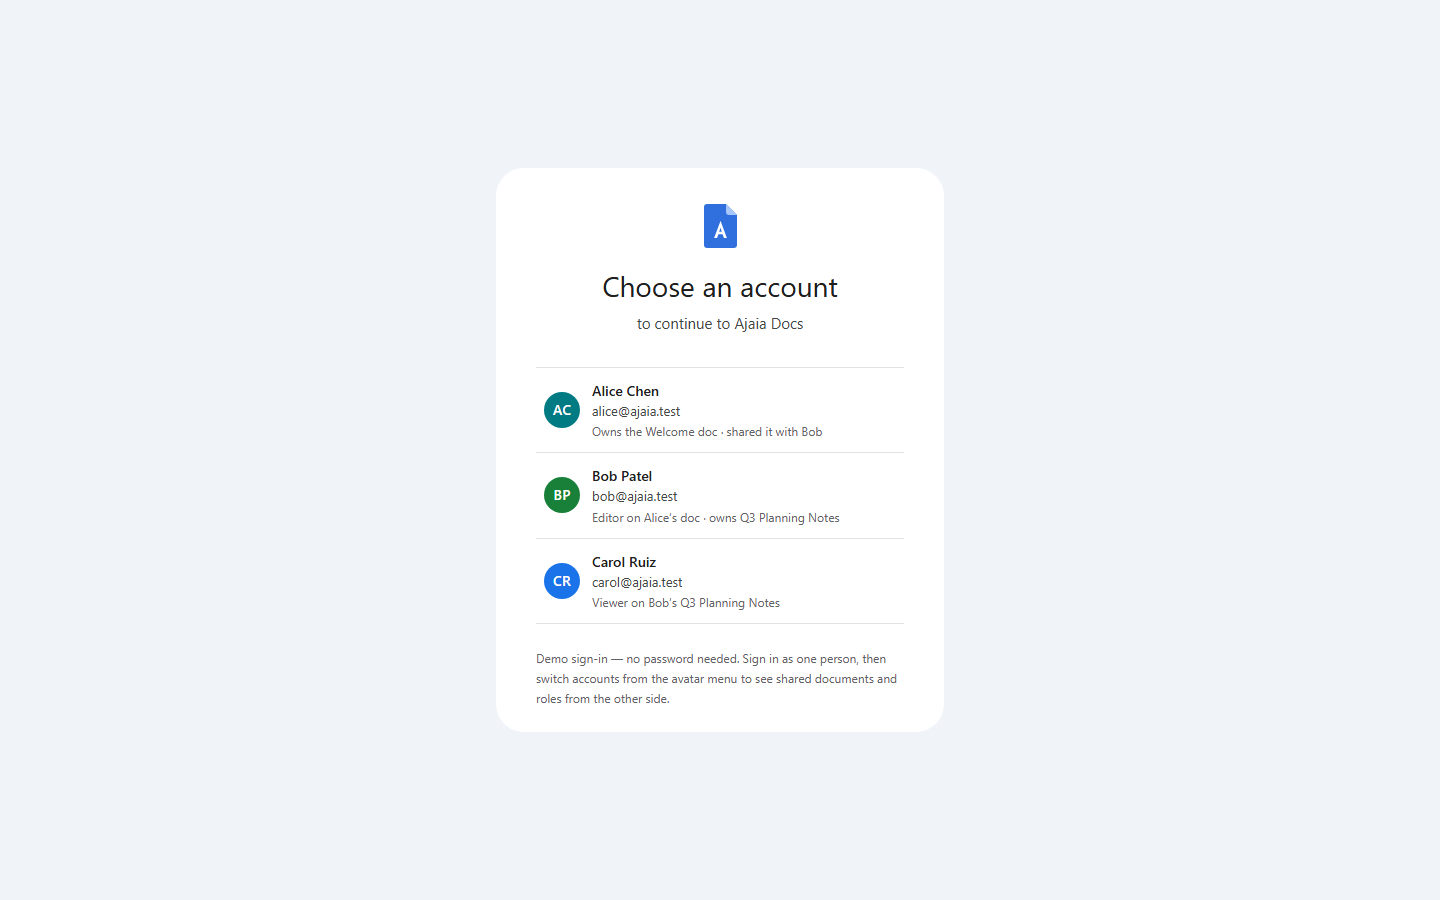 A
Choose an account
to continue to Ajaia Docs
AC
Alice Chen
alice@ajaia.test
Owns the Welcome doc · shared it with Bob
BP
Bob Patel
bob@ajaia.test
Editor on Alice's doc · owns Q3 Planning Notes
CR
Carol Ruiz
carol@ajaia.test
Viewer on Bob's Q3 Planning Notes
Demo sign-in — no password needed. Sign in as one person, then
switch accounts from the avatar menu to see shared documents and
roles from the other side.